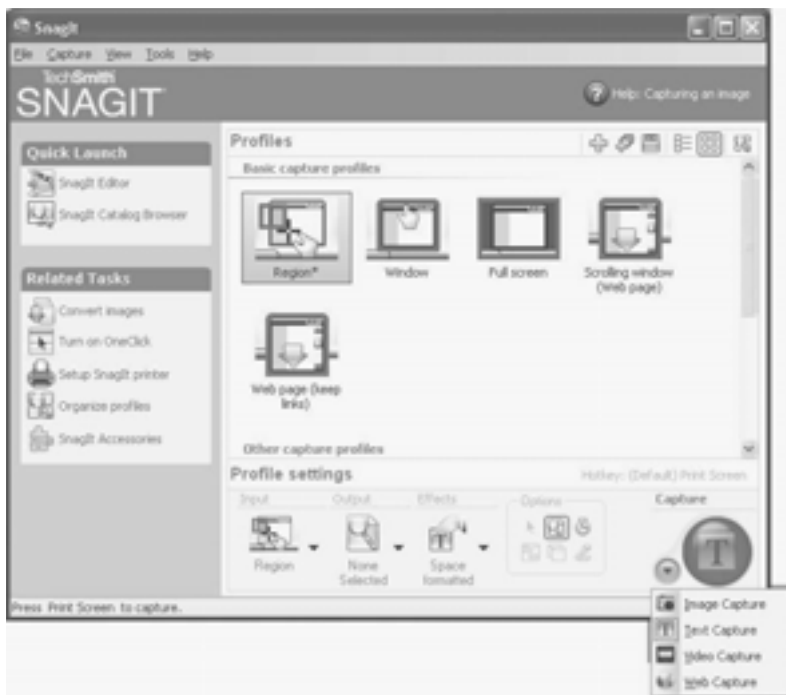 SnagIt
File Capture View Tools Help
TechSmith
SNAGIT
Help: Capturing an image
Quick Launch
SnagIt Editor
SnagIt Catalog Browser
Related Tasks
Convert images
Turn on OneClick
Setup SnagIt printer
Organize profiles
SnagIt Accessories
Profiles
Basic capture profiles
Region*
Window
Full screen
Scrolling window
(Web page)
Web page (keep
links)
Other capture profiles
Profile settings
Hotkey: (Default) Print Screen
Input
Output
Effects
Options
Capture
Region
None
Selected
Space
formatted
T
Press Print Screen to capture.
Image Capture
Text Capture
Video Capture
Web Capture